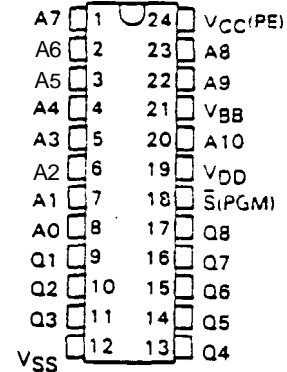 A7 1 24 VCC(PE)
A6 2 23 A8
A5 3 22 A9
A4 4 21 VBB
A3 5 20 A10
A2 6 19 VDD
A1 7 18 S̅(PGM)
A0 8 17 Q8
Q1 9 16 Q7
Q2 10 15 Q6
Q3 11 14 Q5
VSS 12 13 Q4